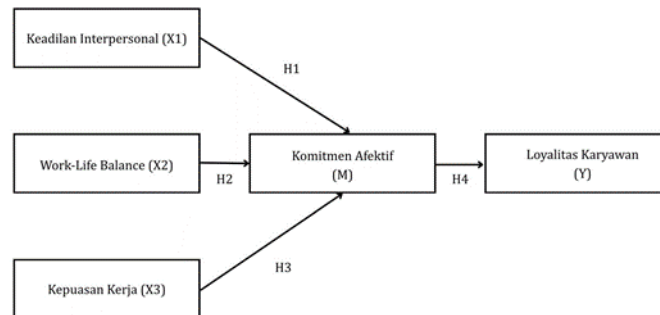 Keadilan Interpersonal (X1)
H1
Work-Life Balance (X2)
H2
Komitmen Afektif
(M)
H4
Loyalitas Karyawan
(Y)
H3
Kepuasan Kerja (X3)